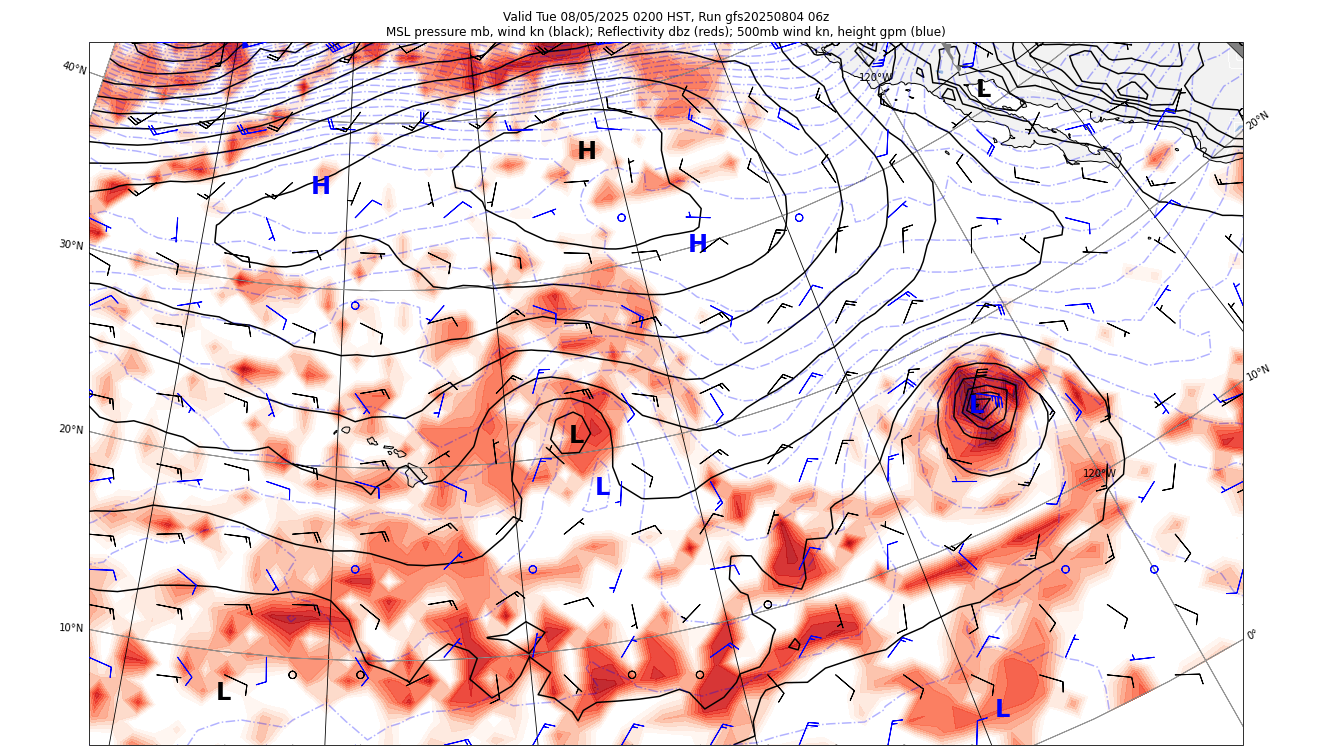 Valid Tue 08/05/2025 0200 HST, Run gfs20250804 06z
MSL pressure mb, wind kn (black); Reflectivity dbz (reds); 500mb wind kn, height gpm (blue)
40°N
120°W
L
20°N
H
H
30°N
H
10°N
L
20°N
L
120°W
L
10°N
0°
L
L